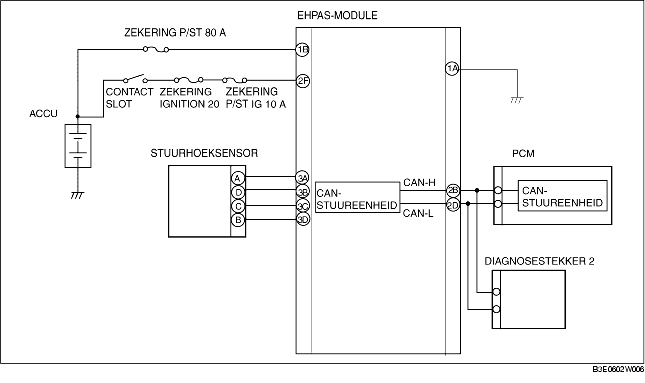 EHPAS-MODULE
ZEKERING P/ST 80 A
1B
1A
2F
CONTACT
SLOT
ZEKERING
IGNITION 20
ZEKERING
P/ST IG 10 A
ACCU
STUURHOEKSENSOR
PCM
A
3A
D
3B
C
3C
B
3D
CAN-
STUUREENHEID
CAN-H
2B
CAN-L
2D
CAN-
STUUREENHEID
DIAGNOSESTEKKER 2
B3E0602W006